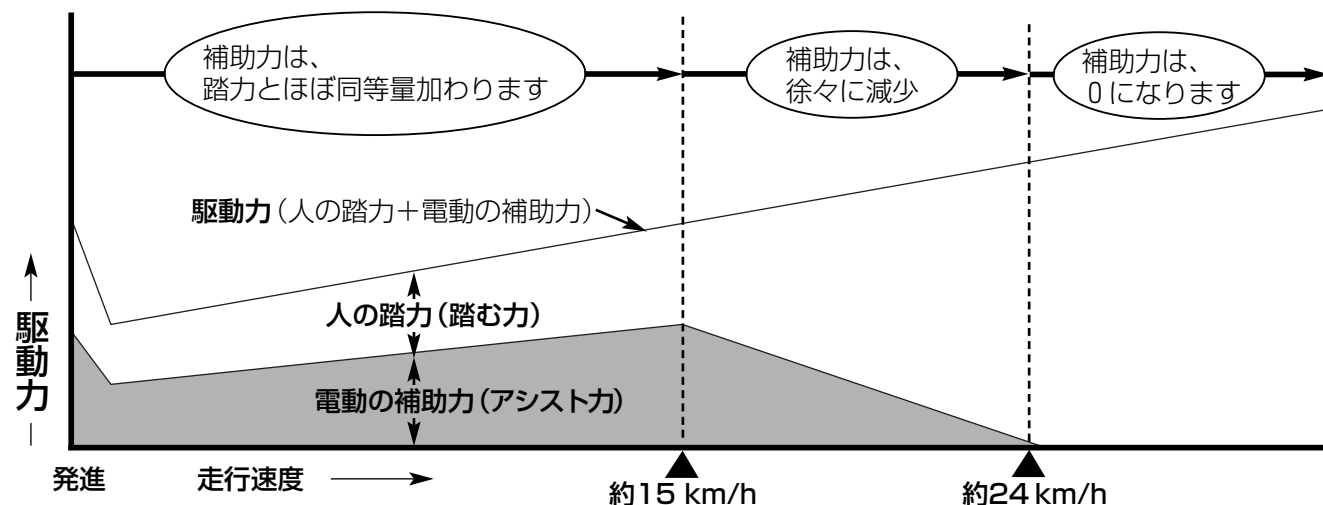 補助力は、
踏力とほぼ同等量加わります
補助力は、
徐々に減少
補助力は、
0になります
駆動力（人の踏力＋電動の補助力）
人の踏力（踏む力）
電動の補助力（アシスト力）
駆動力
発進
走行速度
約15 km/h
約24 km/h